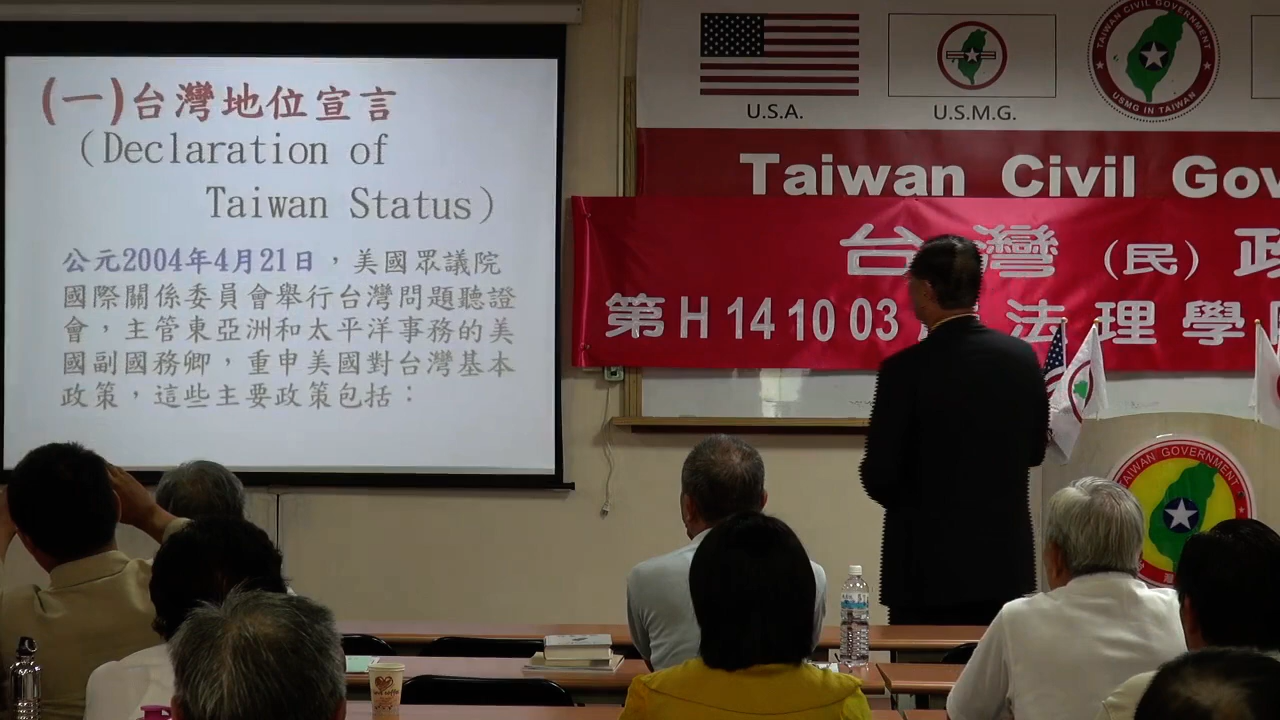 (一)台灣地位宣言
(Declaration of
Taiwan Status)
公元2004年4月21日，美國眾議院
國際關係委員會舉行台灣問題聽證
會，主管東亞洲和太平洋事務的美
國副國務卿，重申美國對台灣基本
政策，這些主要政策包括：
U.S.A.
U.S.M.G.
TAIWAN CIVIL GOVERNMENT
USMG IN TAIWAN
Taiwan Civil Gov
台灣（民）政
第H 14 10 03
法理學
TAIWAN GOVERNMENT